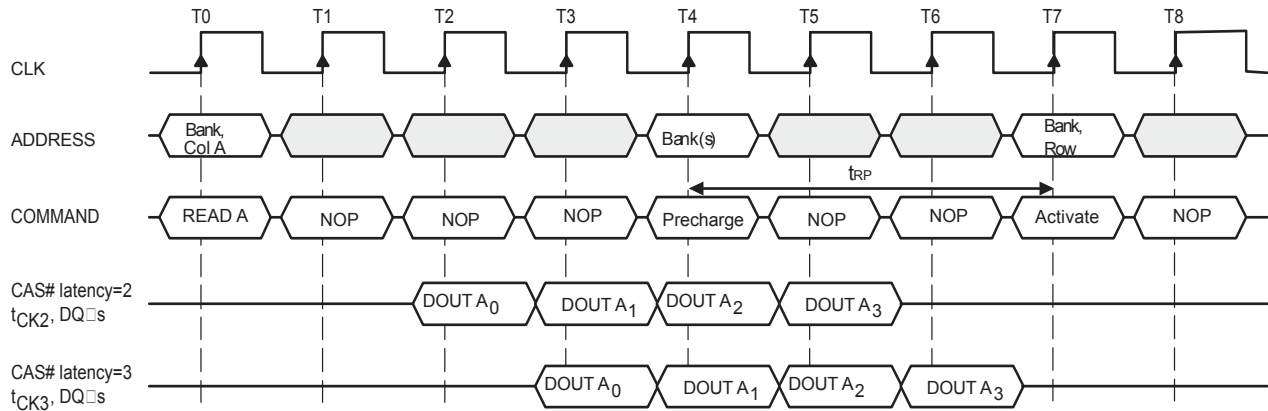 T0 T1 T2 T3 T4 T5 T6 T7 T8
CLK
ADDRESS
Bank,
Col A
Bank(s)
Bank,
Row
tRP
COMMAND
READ A NOP NOP NOP Precharge NOP NOP Activate NOP
CAS# latency=2
tCK2, DQ□s
DOUT A0 DOUT A1 DOUT A2 DOUT A3
CAS# latency=3
tCK3, DQ□s
DOUT A0 DOUT A1 DOUT A2 DOUT A3